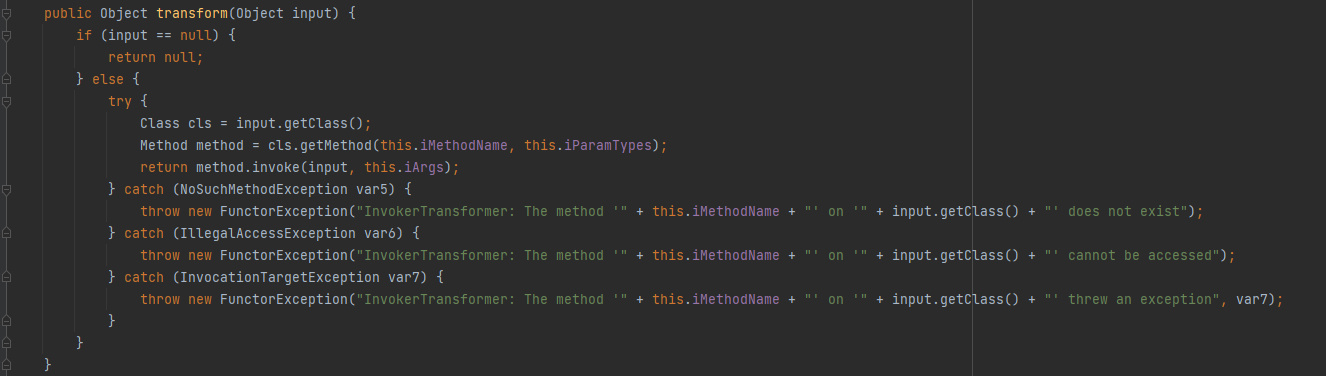 public Object transform(Object input) {
if (input == null) {
return null;
} else {
try {
Class cls = input.getClass();
Method method = cls.getMethod(this.iMethodName, this.iParamTypes);
return method.invoke(input, this.iArgs);
} catch (NoSuchMethodException var5) {
throw new FunctorException("InvokerTransformer: The method '" + this.iMethodName + "' on '" + input.getClass() + "' does not exist");
} catch (IllegalAccessException var6) {
throw new FunctorException("InvokerTransformer: The method '" + this.iMethodName + "' on '" + input.getClass() + "' cannot be accessed");
} catch (InvocationTargetException var7) {
throw new FunctorException("InvokerTransformer: The method '" + this.iMethodName + "' on '" + input.getClass() + "' threw an exception", var7);
}
}
}